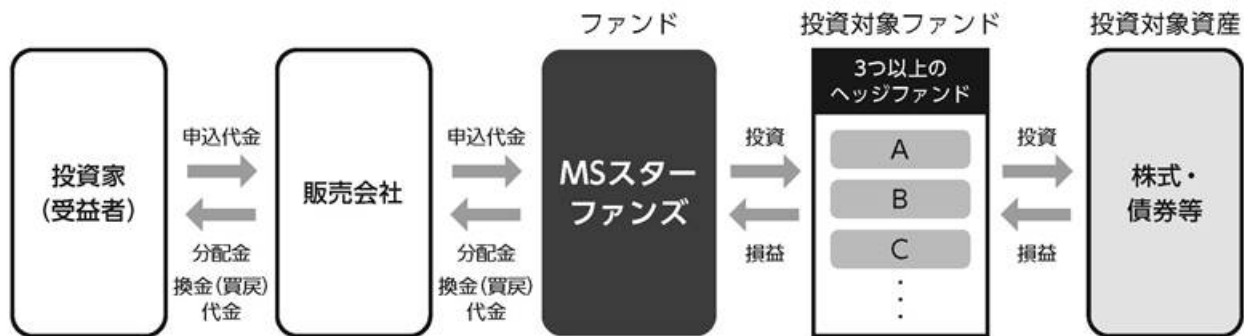 ファンド
投資対象ファンド
投資対象資産
投資家
(受益者)
申込代金
分配金
換金(買戻)
代金
販売会社
申込代金
分配金
換金(買戻)
代金
MSスター
ファンズ
投資
損益
3つ以上の
ヘッジファンド
A
B
C
・
・
・
投資
損益
株式・
債券等